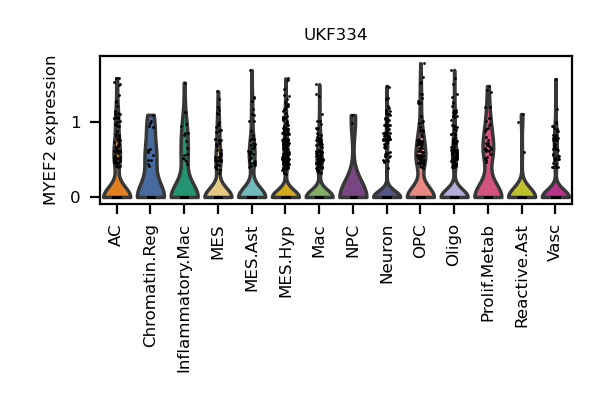 UKF334
MYEF2 expression
1
0
AC
Chromatin.Reg
Inflammatory.Mac
MES
MES.Ast
MES.Hyp
Mac
NPC
Neuron
OPC
Oligo
Prolif.Metab
Reactive.Ast
Vasc